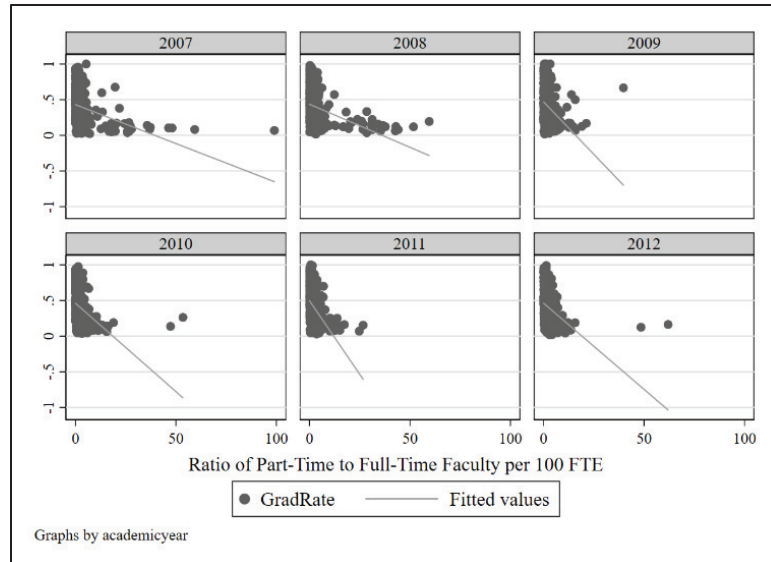 2007 2008 2009
1
.5
0
-.5
-1
2010 2011 2012
1
.5
0
-.5
-1
0 50 100 0 50 100 0 50 100
Ratio of Part-Time to Full-Time Faculty per 100 FTE
GradRate Fitted values
Graphs by academicyear